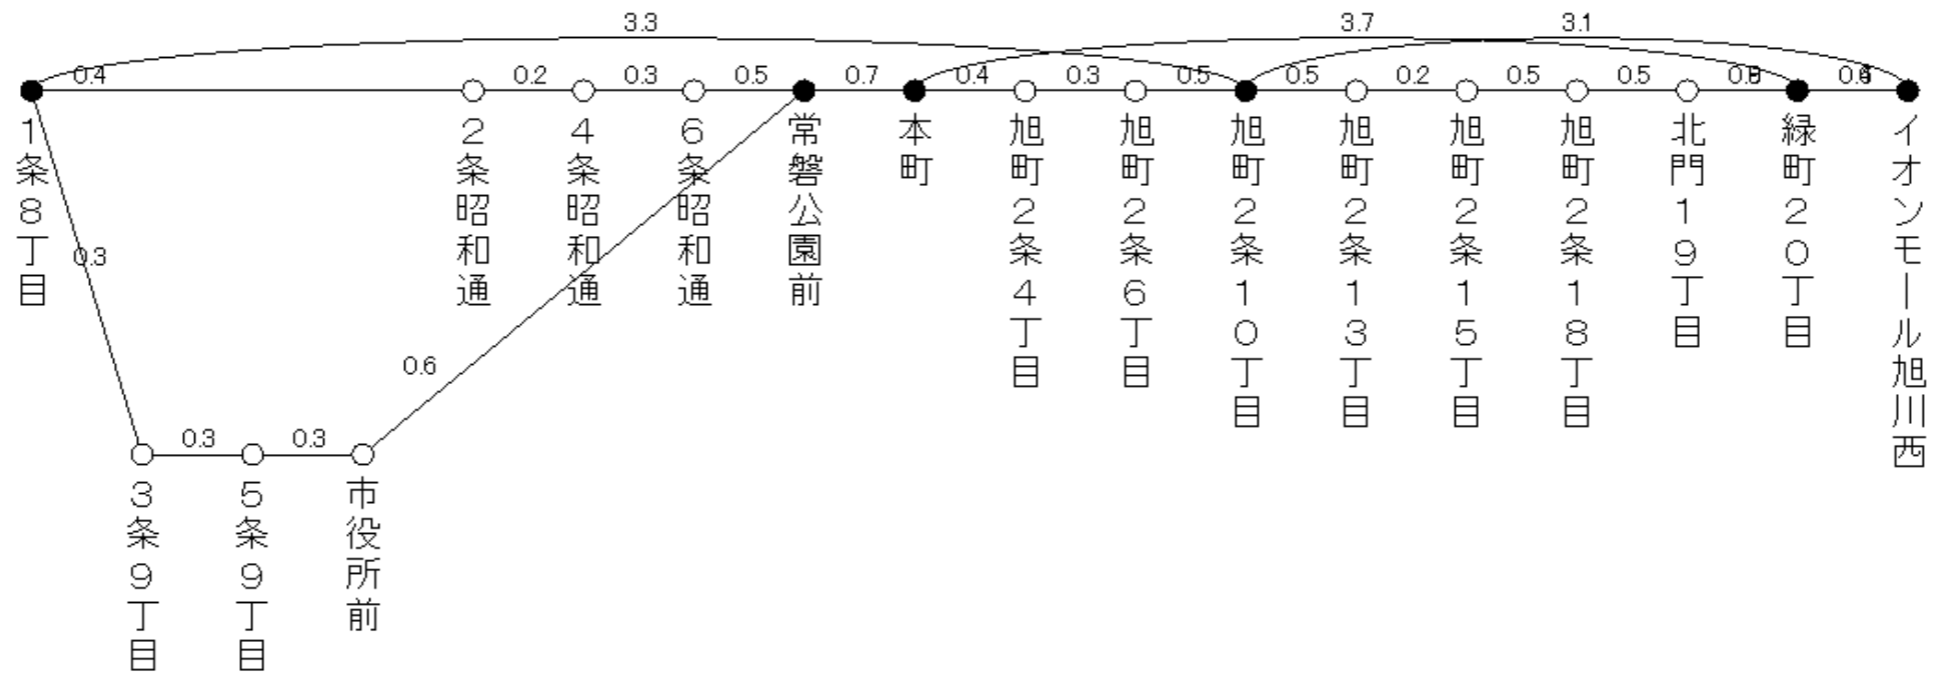 3.3
3.7
3.1
0.4
0.2
0.3
0.5
0.7
0.4
0.3
0.5
0.5
0.2
0.5
0.5
1条8丁目
2条昭和通
4条昭和通
6条昭和通
常磐公園前
本町
旭町2条4丁目
旭町2条6丁目
旭町2条10丁目
旭町2条13丁目
旭町2条15丁目
旭町2条18丁目
北門19丁目
緑町20丁目
イオンモール旭川西
0.3
0.6
0.3
0.3
3条9丁目
5条9丁目
市役所前